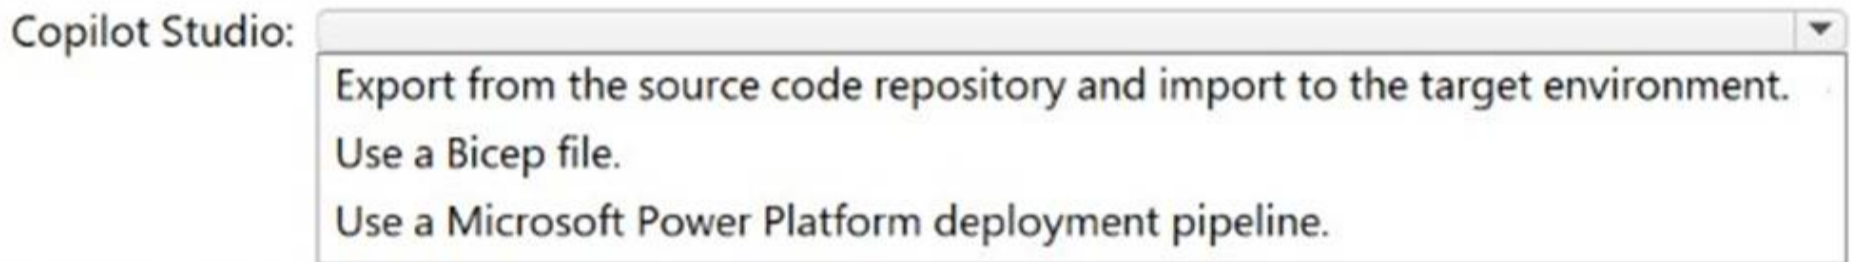 Copilot Studio:
Export from the source code repository and import to the target environment.
Use a Bicep file.
Use a Microsoft Power Platform deployment pipeline.